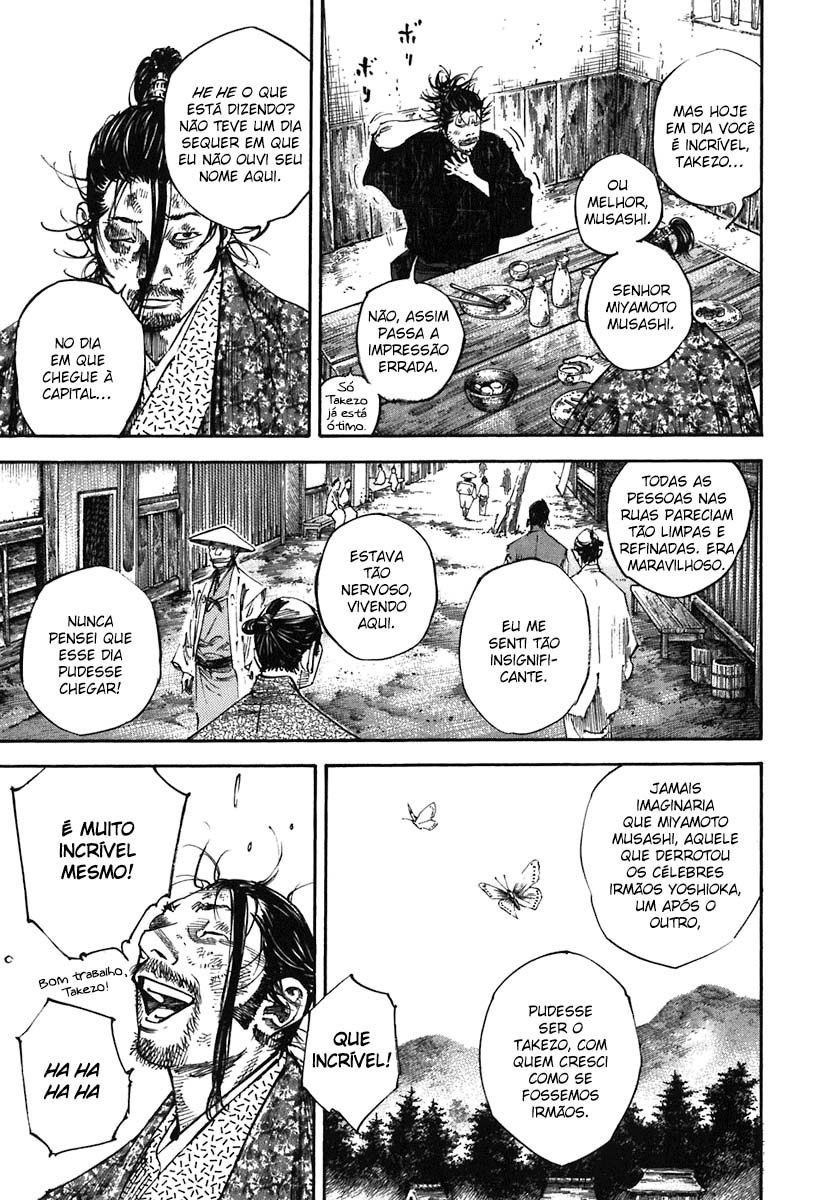 MAS HOJE
EM DIA VOCÊ
É INCRÍVEL,
TAKEZO...
OU
MELHOR,
MUSASHI.
SENHOR
MIYAMOTO
MUSASHI.
ボリ
ボリ
NÃO, ASSIM
PASSA A
IMPRESSÃO
ERRADA.
Só
Takezo
já está
ótimo.
HE HE O QUE
ESTÁ DIZENDO?
NÃO TEVE UM DIA
SEQUER EM QUE
EU NÃO OUVI SEU
NOME AQUI.
NO DIA
EM QUE
CHEGUE À
CAPITAL...
TODAS AS
PESSOAS NAS
RUAS PARECIAM
TÃO LIMPAS E
REFINADAS. ERA
MARAVILHOSO.
EU ME
SENTI TÃO
INSIGNIFI-
CANTE.
ESTAVA
TÃO
NERVOSO,
VIVENDO
AQUI.
NUNCA
PENSEI QUE
ESSE DIA
PUDESSE
CHEGAR!
JAMAIS
IMAGINARIA
QUE MIYAMOTO
MUSASHI, AQUELE
QUE DERROTOU
OS CÉLEBRES
IRMÃOS YOSHIOKA,
UM APÓS O
OUTRO,
PUDESSE
SER O
TAKEZO, COM
QUEM CRESCI
COMO SE
FOSSEMOS
IRMÃOS.
QUE
INCRÍVEL!
É MUITO
INCRÍVEL
MESMO!
Bom trabalho,
Takezo!
HA HA
HA HA